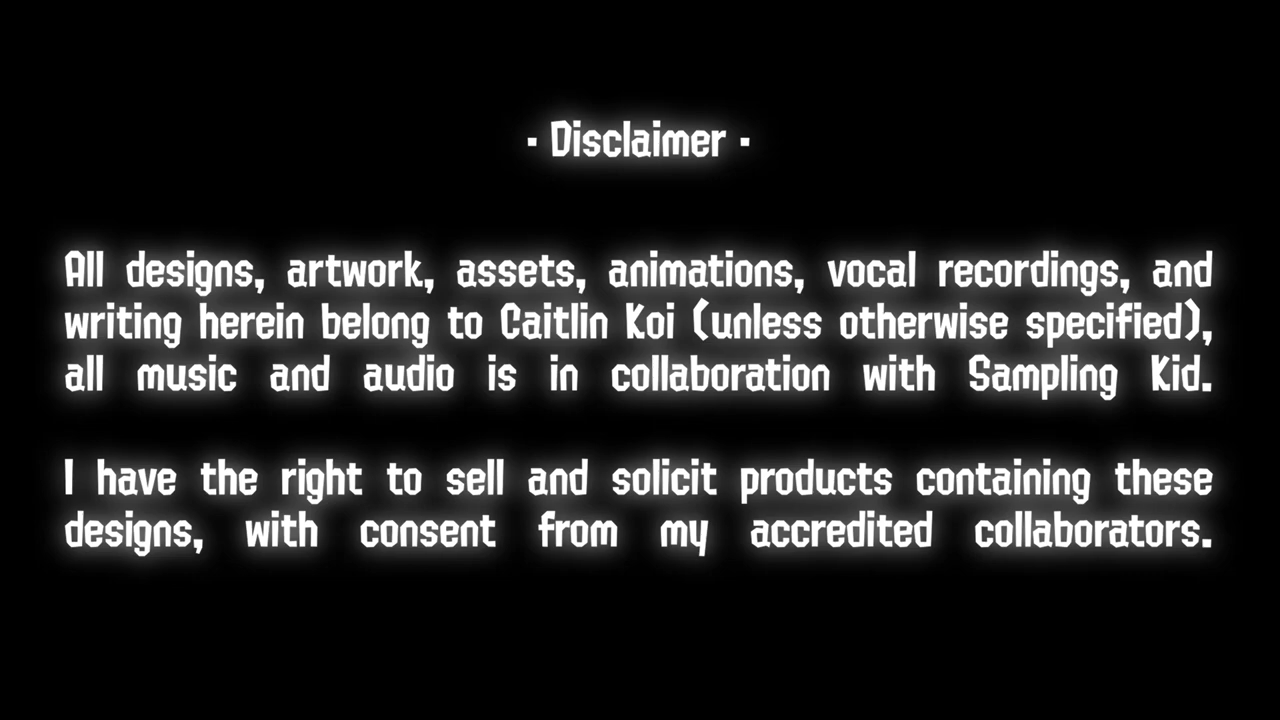 · Disclaimer ·
All designs, artwork, assets, animations, vocal recordings, and
writing herein belong to Caitlin Koi (unless otherwise specified),
all music and audio is in collaboration with Sampling Kid.
I have the right to sell and solicit products containing these
designs, with consent from my accredited collaborators.